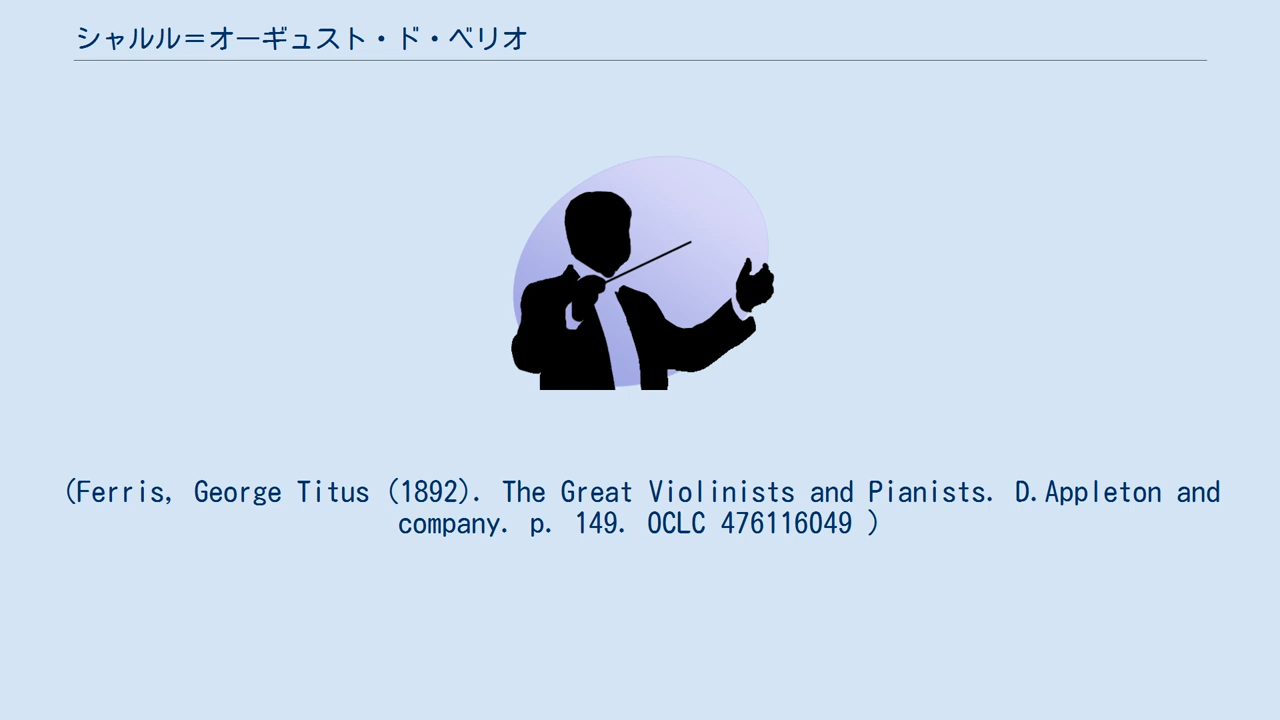 シャルル＝オーギュスト・ド・ベリオ
(Ferris, George Titus (1892). The Great Violinists and Pianists. D.Appleton and
company. p. 149. OCLC 476116049 )